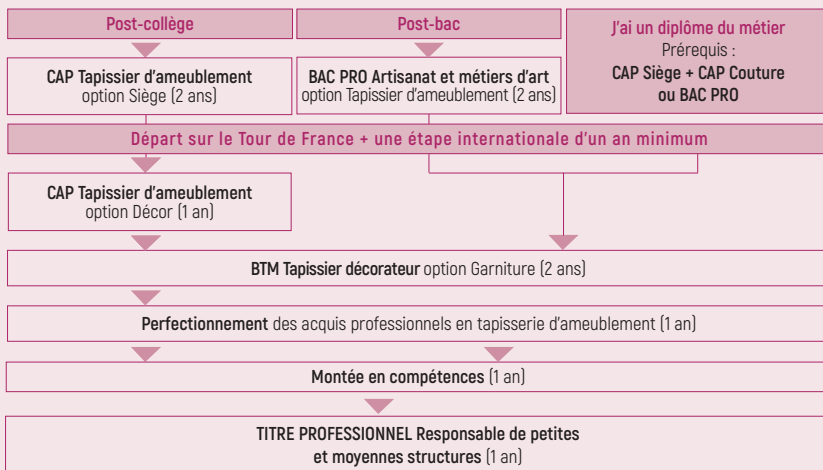 Post-collège
Post-bac
J'ai un diplôme du métier
Prérequis :
CAP Siège + CAP Couture
ou BAC PRO
CAP Tapissier d'ameublement
option Siège (2 ans)
BAC PRO Artisanat et métiers d'art
option Tapissier d'ameublement (2 ans)
Départ sur le Tour de France + une étape internationale d'un an minimum
CAP Tapissier d'ameublement
option Décor (1 an)
BTM Tapissier décorateur option Garniture (2 ans)
Perfectionnement des acquis professionnels en tapisserie d'ameublement (1 an)
Montée en compétences (1 an)
TITRE PROFESSIONNEL Responsable de petites
et moyennes structures (1 an)